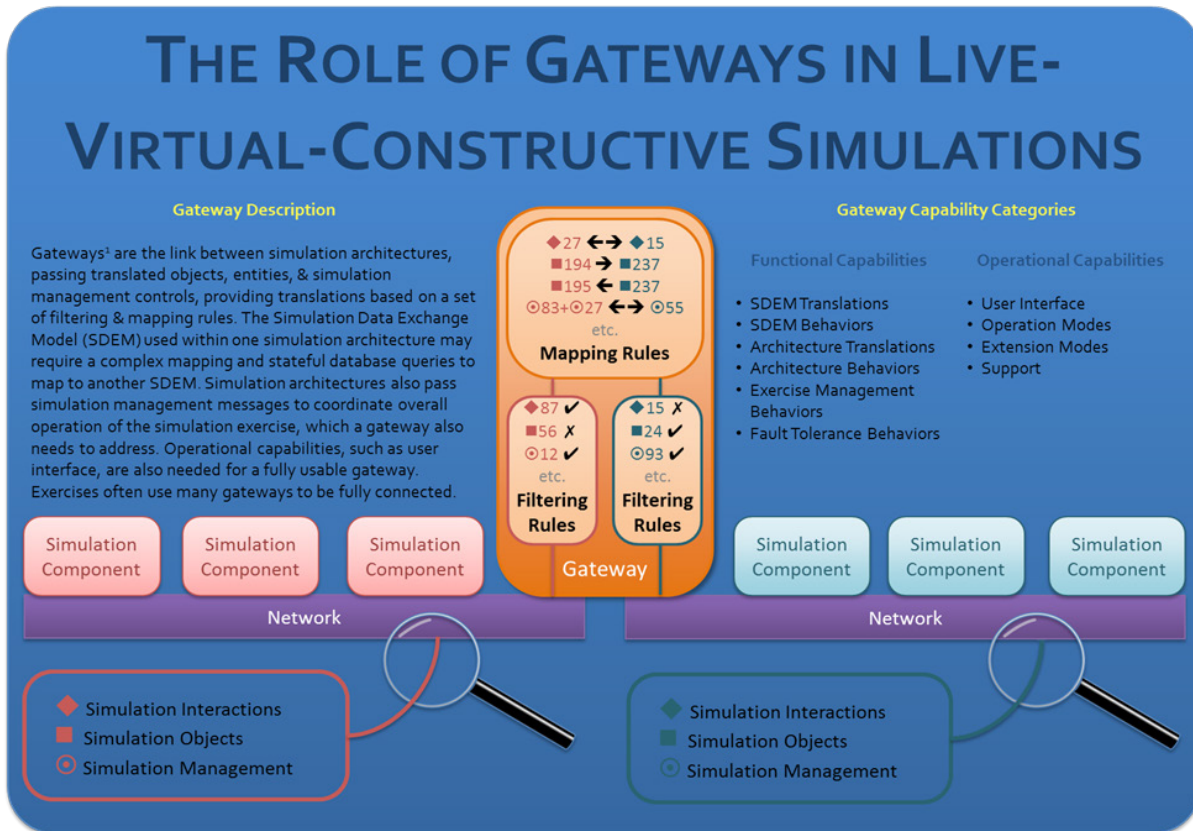 THE ROLE OF GATEWAYS IN LIVE-
VIRTUAL-CONSTRUCTIVE SIMULATIONS
Gateway Description
Gateways¹ are the link between simulation architectures,
passing translated objects, entities, & simulation
management controls, providing translations based on a set
of filtering & mapping rules. The Simulation Data Exchange
Model (SDEM) used within one simulation architecture may
require a complex mapping and stateful database queries to
map to another SDEM. Simulation architectures also pass
simulation management messages to coordinate overall
operation of the simulation exercise, which a gateway also
needs to address. Operational capabilities, such as user
interface, are also needed for a fully usable gateway.
Exercises often use many gateways to be fully connected.
◆27 ←→ ◆15
■194 → ■237
■195 ← ■237
⊙83+⊙27 ←→ ⊙55
etc.
Mapping Rules
◆87 ✓
■56 ✗
⊙12 ✓
etc.
Filtering
Rules
◆15 ✗
■24 ✓
⊙93 ✓
etc.
Filtering
Rules
Gateway
Gateway Capability Categories
Functional Capabilities
• SDEM Translations
• SDEM Behaviors
• Architecture Translations
• Architecture Behaviors
• Exercise Management
Behaviors
• Fault Tolerance Behaviors
Operational Capabilities
• User Interface
• Operation Modes
• Extension Modes
• Support
Simulation
Component
Simulation
Component
Simulation
Component
Network
Simulation
Component
Simulation
Component
Simulation
Component
Network
◆ Simulation Interactions
■ Simulation Objects
⊙ Simulation Management
◆ Simulation Interactions
■ Simulation Objects
⊙ Simulation Management